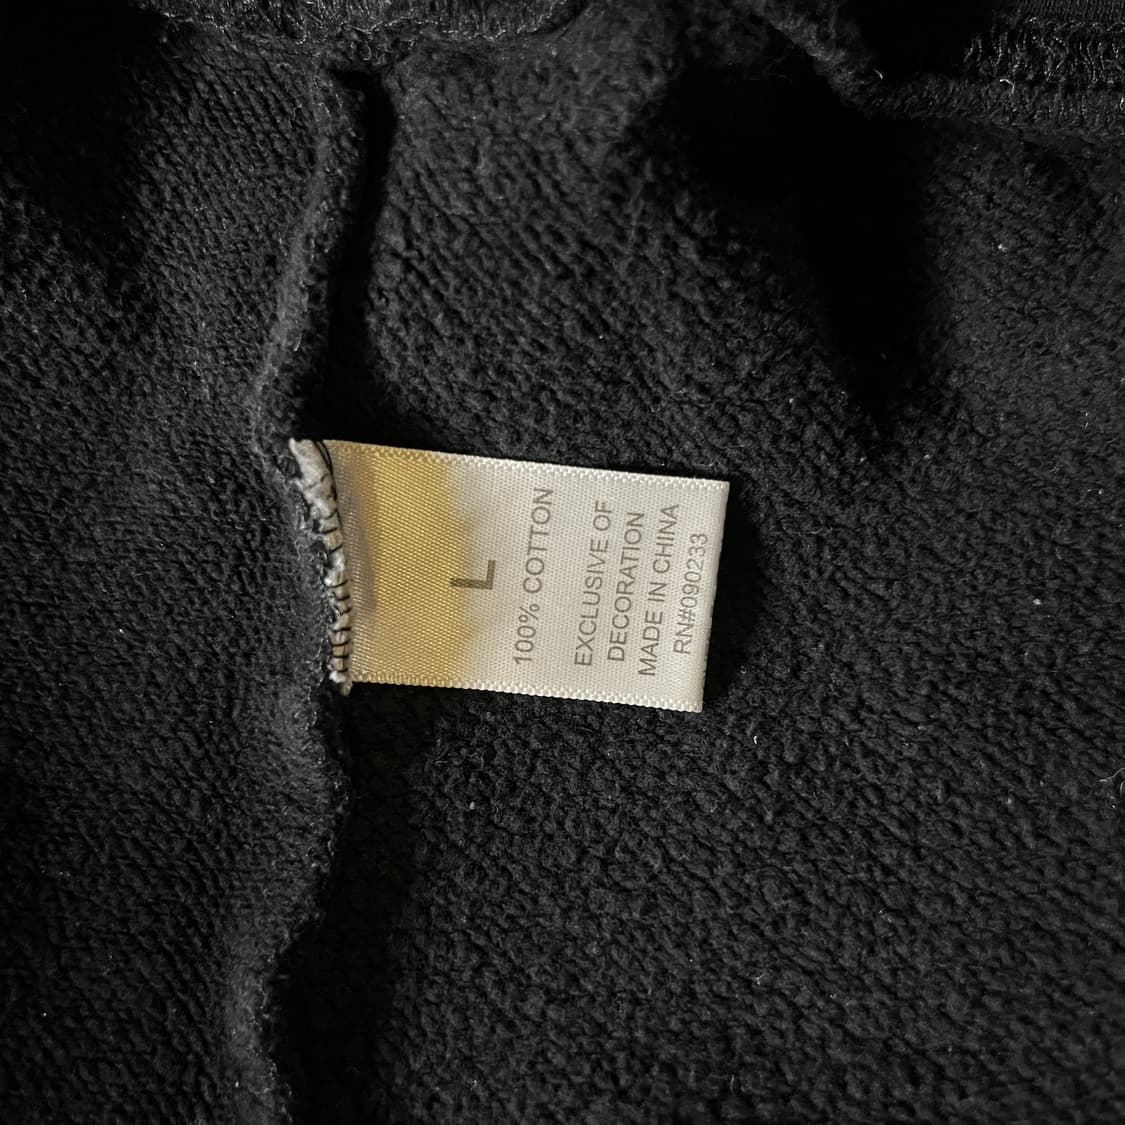 L
100% COTTON
EXCLUSIVE OF
DECORATION
MADE IN CHINA
RN#090233